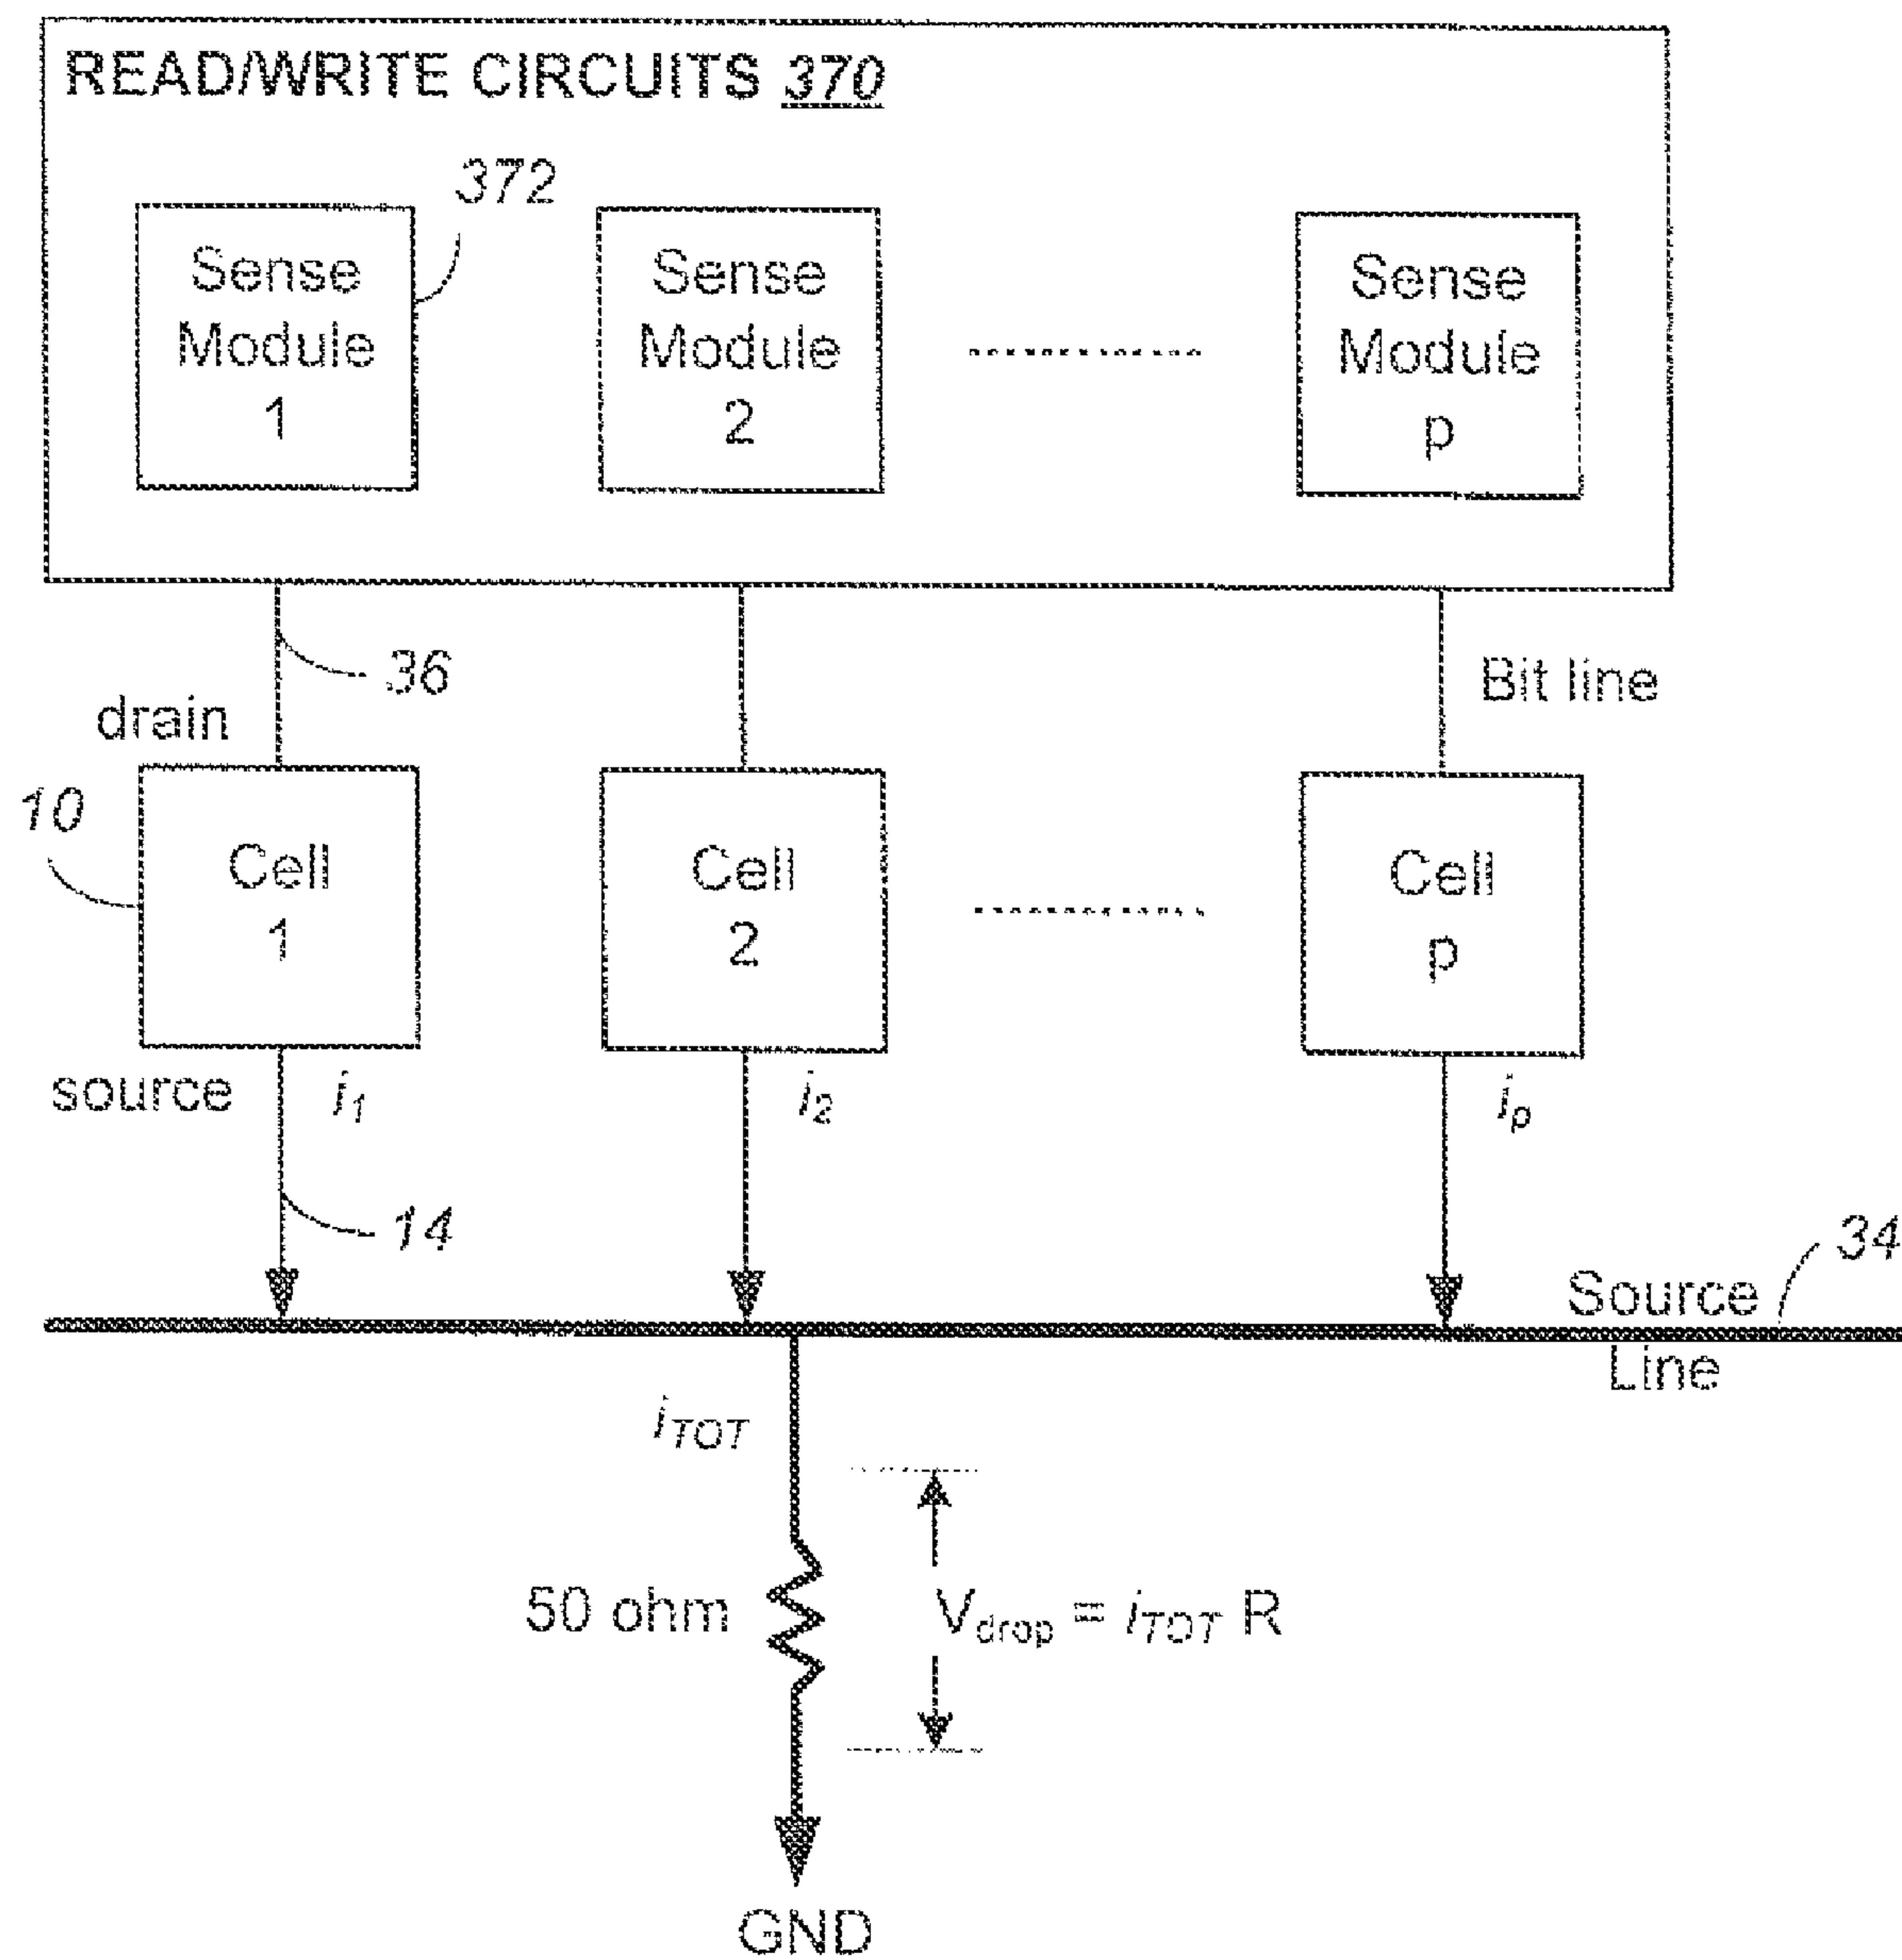 READ/WRITE CIRCUITS 370
372
Sense
Module
1
Sense
Module
2
Sense
Module
p
36
drain
Bit line
10
Cell
1
Cell
2
Cell
p
source
i1
i2
ip
14
34
Source
Line
iTOT
50 ohm
Vdrop = iTOT R
GND